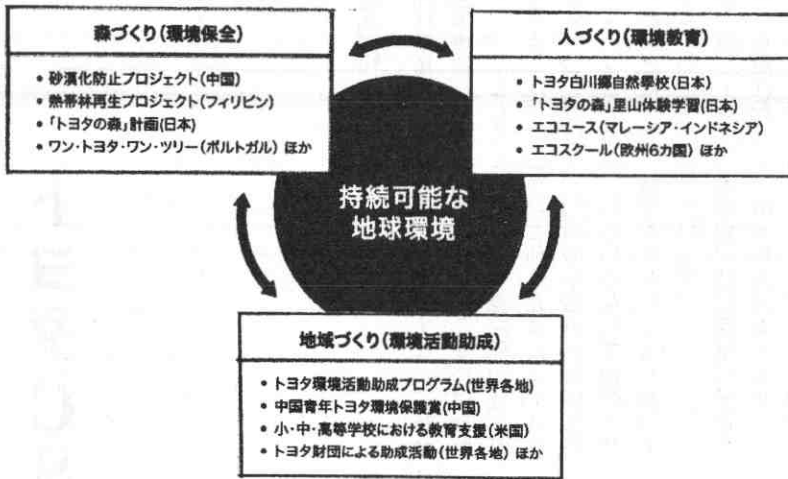 森づくり(環境保全)
• 砂漠化防止プロジェクト(中国)
• 熱帯林再生プロジェクト(フィリピン)
• 「トヨタの森」計画(日本)
• ワン・トヨタ・ワン・ツリー(ポルトガル) ほか
人づくり(環境教育)
• トヨタ白川郷自然學校(日本)
• 「トヨタの森」里山体験学習(日本)
• エコユース(マレーシア・インドネシア)
• エコスクール(欧州6カ国) ほか
持続可能な
地球環境
地域づくり(環境活動助成)
• トヨタ環境活動助成プログラム(世界各地)
• 中国青年トヨタ環境保護賞(中国)
• 小・中・高等学校における教育支援(米国)
• トヨタ財団による助成活動(世界各地) ほか